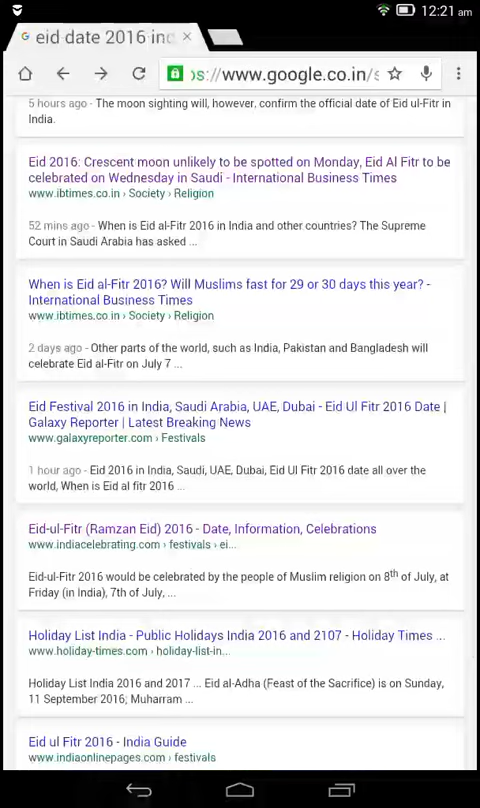 12:21 am
eid date 2016 inc
ps://www.google.co.in/s
5 hours ago - The moon sighting will, however, confirm the official date of Eid ul-Fitr in
India.
Eid 2016: Crescent moon unlikely to be spotted on Monday, Eid Al Fitr to be
celebrated on Wednesday in Saudi - International Business Times
www.ibtimes.co.in › Society › Religion
52 mins ago - When is Eid al-Fitr 2016 in India and other countries? The Supreme
Court in Saudi Arabia has asked ...
When is Eid al-Fitr 2016? Will Muslims fast for 29 or 30 days this year? -
International Business Times
www.ibtimes.co.in › Society › Religion
2 days ago - Other parts of the world, such as India, Pakistan and Bangladesh will
celebrate Eid al-Fitr on July 7 ...
Eid Festival 2016 in India, Saudi Arabia, UAE, Dubai - Eid Ul Fitr 2016 Date |
Galaxy Reporter | Latest Breaking News
www.galaxyreporter.com › Festivals
1 hour ago - Eid 2016 in India, Saudi, UAE, Dubai, Eid Ul Fitr 2016 date all over the
world, When is Eid al fitr 2016 ...
Eid-ul-Fitr (Ramzan Eid) 2016 - Date, Information, Celebrations
www.indiacelebrating.com › festivals › ei...
Eid-ul-Fitr 2016 would be celebrated by the people of Muslim religion on 8th of July, at
Friday (in India), 7th of July, ...
Holiday List India - Public Holidays India 2016 and 2107 - Holiday Times ...
www.holiday-times.com › holiday-list-in...
Holiday List India 2016 and 2017 ... Eid al-Adha (Feast of the Sacrifice) is on Sunday,
11 September 2016; Muharram ...
Eid ul Fitr 2016 - India Guide
www.indiaonlinepages.com › festivals